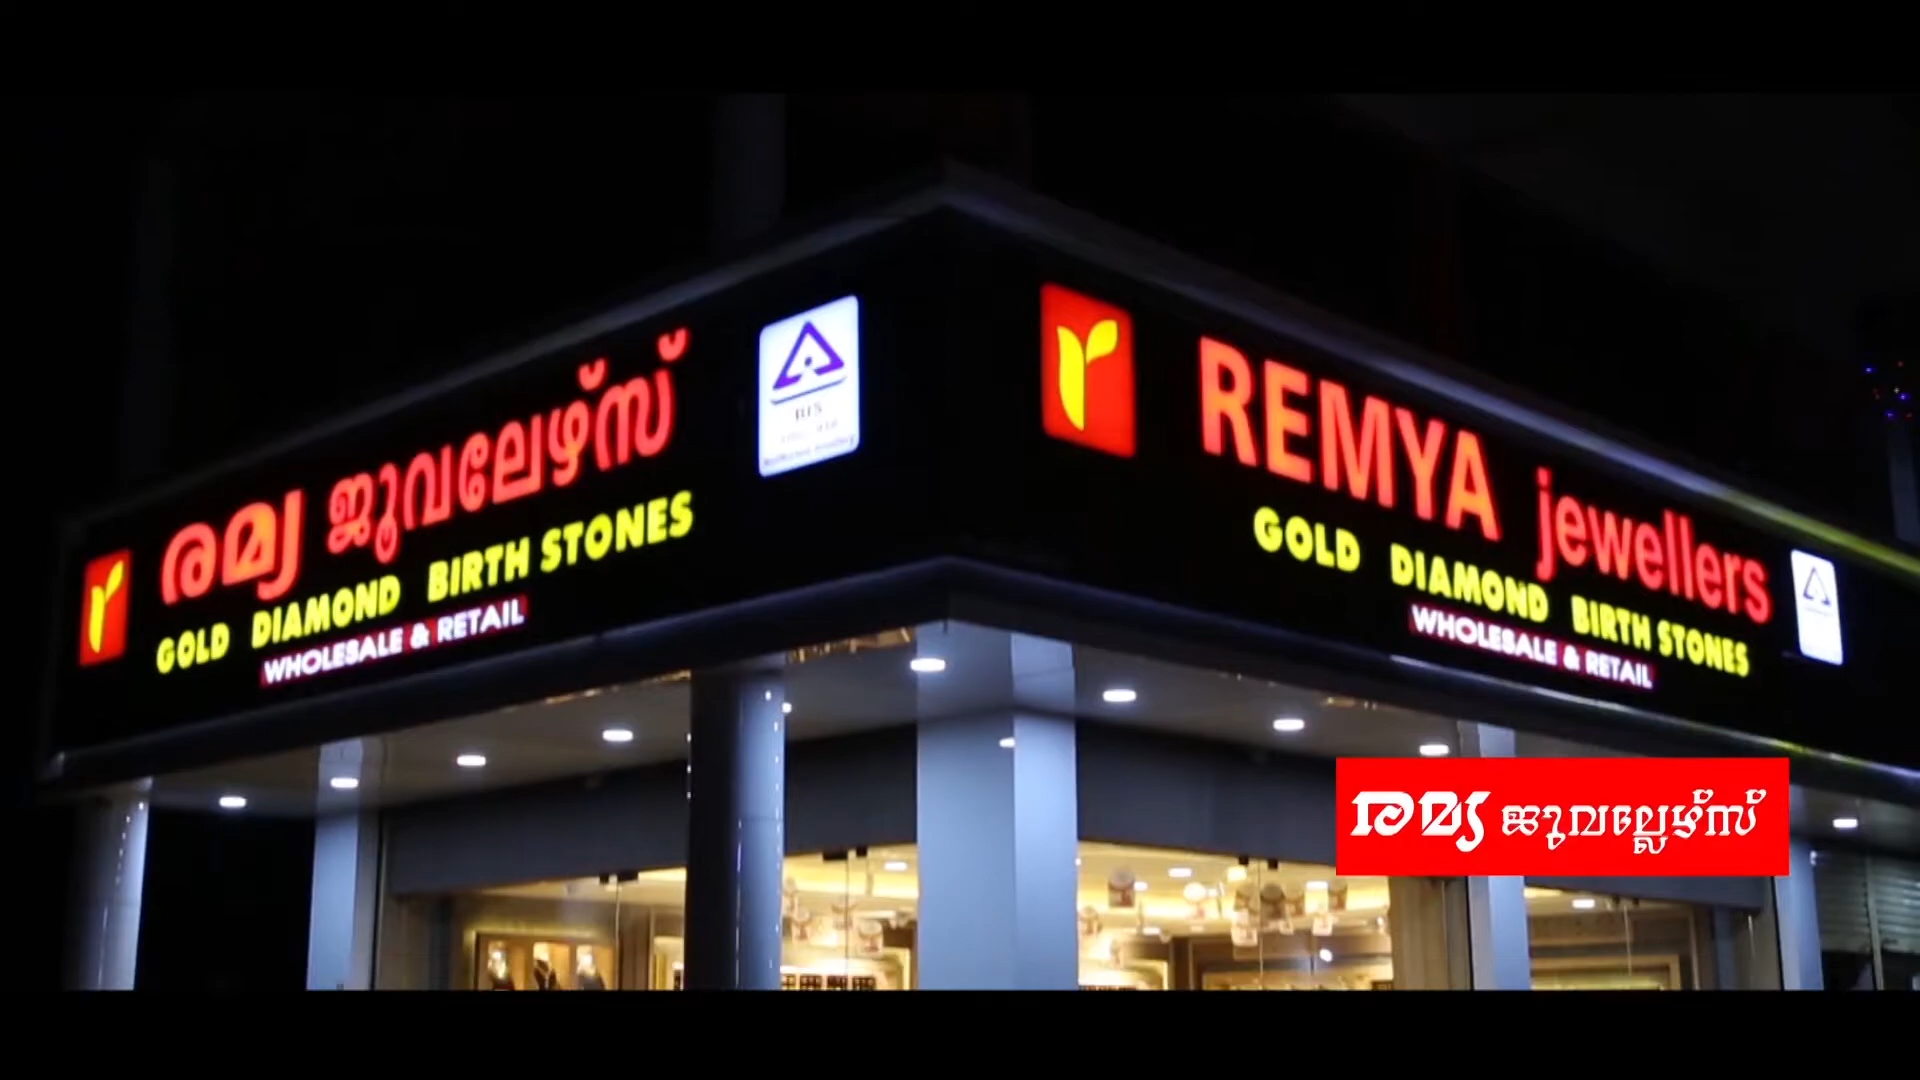 രമ്യ ജൂവലേഴ്സ്
GOLD DIAMOND BIRTH STONES
WHOLESALE & RETAIL
BIS
REMYA jewellers
GOLD DIAMOND BIRTH STONES
WHOLESALE & RETAIL
രമ്യ ജുവല്ലേഴ്സ്